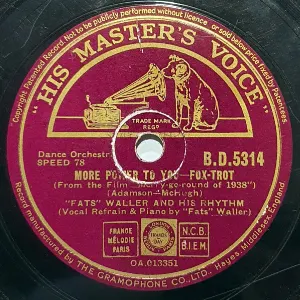 Copyright Patented Record Not to be publicly performed without licence or sold below price fixed by Patentees.
"HIS MASTER'S VOICE"
TRADE MARK
REGD
Dance Orchestra
SPEED 78
B.D.5314
MORE POWER TO YOU—FOX-TROT
(From the Film "Merry-go-round of 1938")
(Adamson—McHugh)
"FATS" WALLER AND HIS RHYTHM
(Vocal Refrain & Piano by "Fats" Waller)
FRANCE
MÉLODIE
PARIS
N.C.B.
B.I.E.M.
OA.013351
Record manufactured by THE GRAMOPHONE CO., LTD., Hayes, Middlesex, England